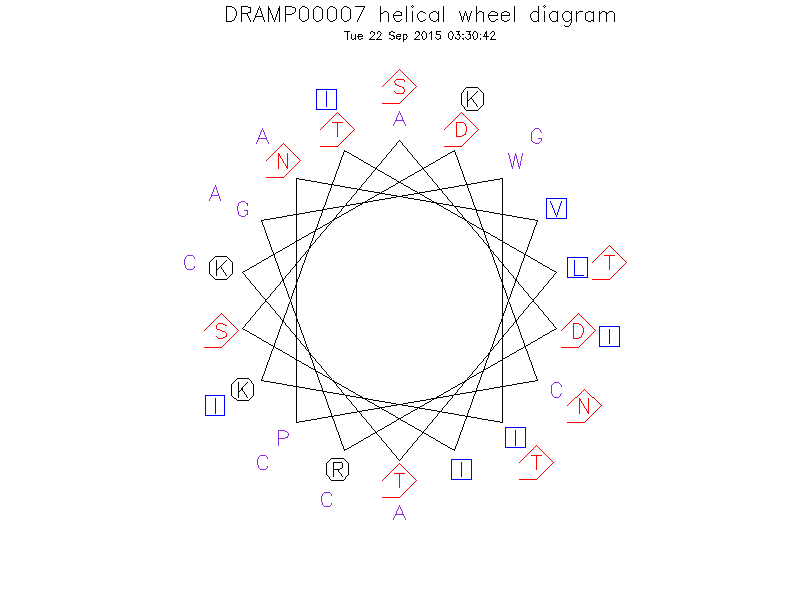 DRAMP00007 helical wheel diagram
Tue 22 Sep 2015 03:30:42
S
I K
A
T D
A G
N W
A
G V
C K L T
S D I
K C
I N
P I
C T
R T I
C
A